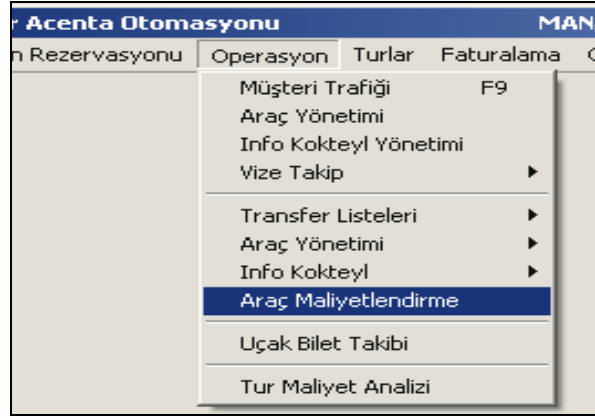 r Acenta Otomasyonu MAN
n Rezervasyonu Operasyon Turlar Faturalama
Müşteri Trafiği F9
Araç Yönetimi
Info Kokteyl Yönetimi
Vize Takip
Transfer Listeleri
Araç Yönetimi
Info Kokteyl
Araç Maliyetlendirme
Uçak Bilet Takibi
Tur Maliyet Analizi